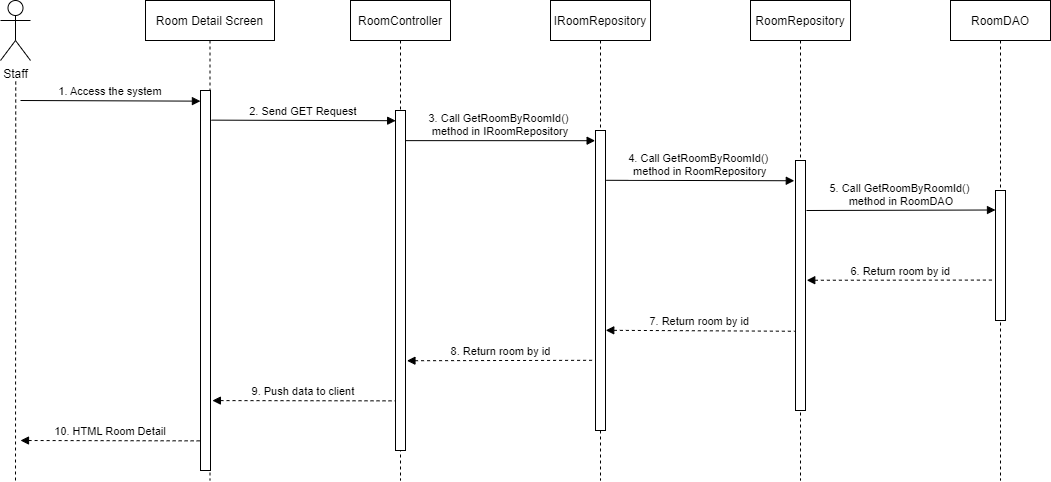 Room Detail Screen
RoomController
IRoomRepository
RoomRepository
RoomDAO
Staff
1. Access the system
2. Send GET Request
3. Call GetRoomByRoomId()
method in IRoomRepository
4. Call GetRoomByRoomId()
method in RoomRepository
5. Call GetRoomByRoomId()
method in RoomDAO
6. Return room by id
7. Return room by id
8. Return room by id
9. Push data to client
10. HTML Room Detail